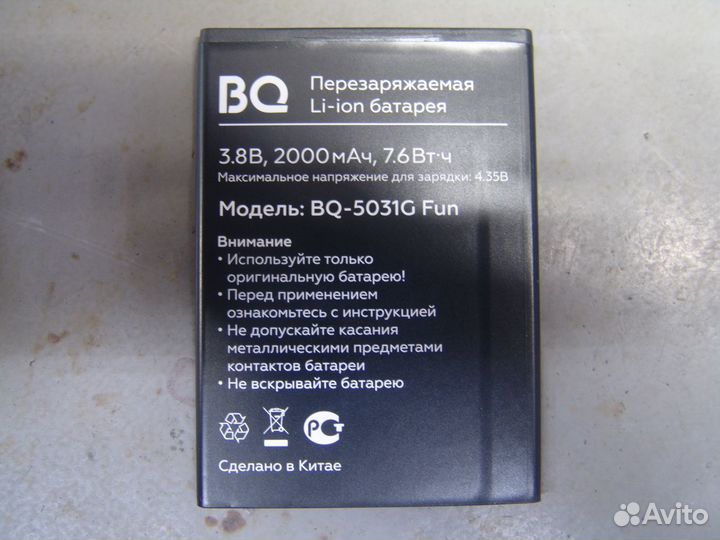 BQ
Перезаряжаемая
Li-ion батарея
3.8В, 2000мАч, 7.6Вт·ч
Максимальное напряжение для зарядки: 4.35В
Модель: BQ-5031G Fun
Внимание
• Используйте только
оригинальную батарею!
• Перед применением
ознакомьтесь с инструкцией
• Не допускайте касания
металлическими предметами
контактов батареи
• Не вскрывайте батарею
РСТ
Сделано в Китае
Avito